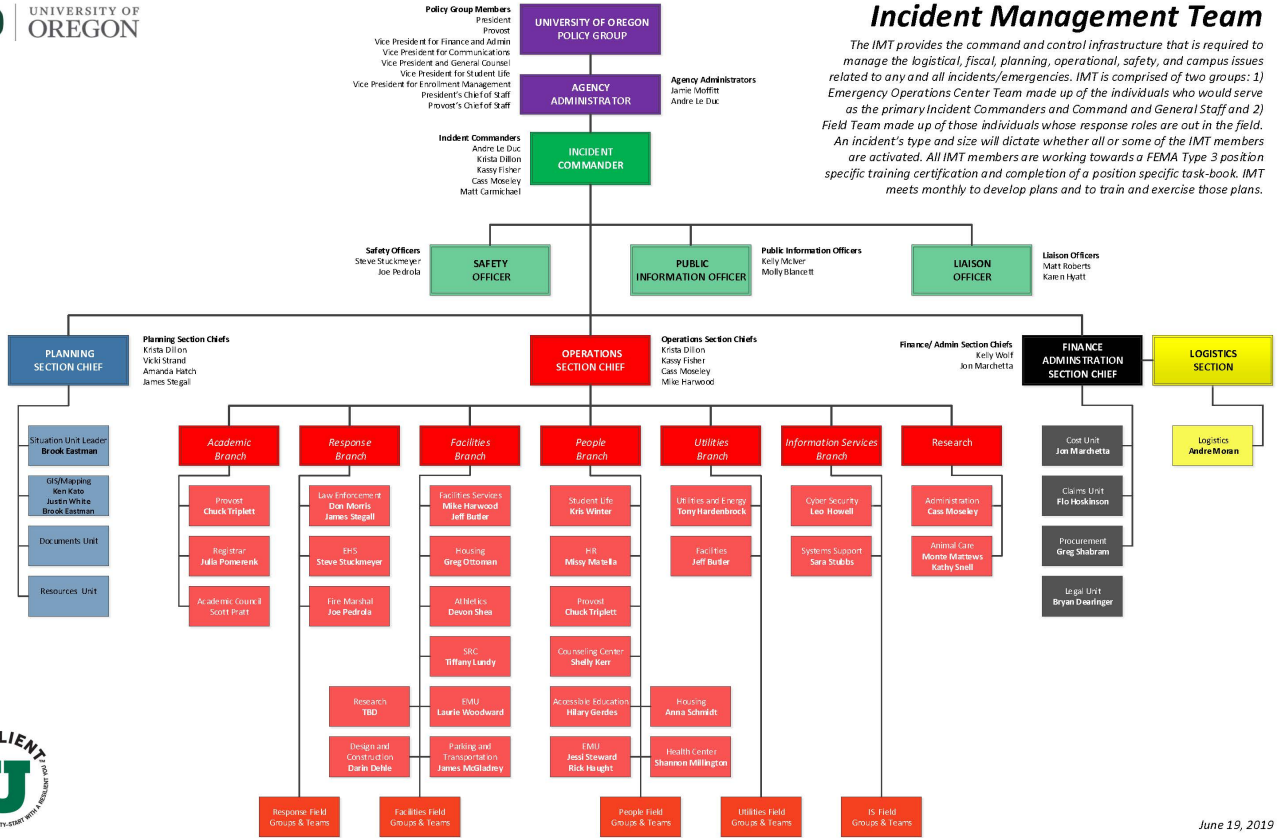 UNIVERSITY OF
OREGON
Incident Management Team
The IMT provides the command and control infrastructure that is required to
manage the logistical, fiscal, planning, operational, safety, and campus issues
related to any and all incidents/emergencies. IMT is comprised of two groups: 1)
Emergency Operations Center Team made up of the individuals who would serve
as the primary Incident Commanders and Command and General Staff and 2)
Field Team made up of those individuals whose response roles are out in the field.
An incident's type and size will dictate whether all or some of the IMT members
are activated. All IMT members are working towards a FEMA Type 3 position
specific training certification and completion of a position specific task-book. IMT
meets monthly to develop plans and to train and exercise those plans.
Policy Group Members
President
Provost
Vice President for Finance and Admin
Vice President for Communications
Vice President and General Counsel
Vice President for Student Life
Vice President for Enrollment Management
President's Chief of Staff
Provost's Chief of Staff
UNIVERSITY OF OREGON
POLICY GROUP
AGENCY
ADMINISTRATOR
Agency Administrators
Jamie Moffitt
Andre Le Duc
Incident Commanders
Andre Le Duc
Krista Dillon
Kassy Fisher
Cass Moseley
Matt Carmichael
INCIDENT
COMMANDER
Safety Officers
Steve Stuckmeyer
Joe Pedrola
SAFETY
OFFICER
PUBLIC
INFORMATION OFFICER
Public Information Officers
Kelly McIver
Molly Blancett
LIAISON
OFFICER
Liaison Officers
Matt Roberts
Karen Hyatt
PLANNING
SECTION CHIEF
Planning Section Chiefs
Krista Dillon
Vicki Strand
Amanda Hatch
James Stegall
OPERATIONS
SECTION CHIEF
Operations Section Chiefs
Krista Dillon
Kassy Fisher
Cass Moseley
Mike Harwood
Finance/ Admin Section Chiefs
Kelly Wolf
Jon Marchetta
FINANCE
ADMINSTRATION
SECTION CHIEF
LOGISTICS
SECTION
Situation Unit Leader
Brook Eastman
GIS/Mapping
Ken Kato
Justin White
Brook Eastman
Documents Unit
Resources Unit
Academic
Branch
Provost
Chuck Triplett
Registrar
Julia Pomerenk
Academic Council
Scott Pratt
Response
Branch
Law Enforcement
Don Morris
James Stegall
EHS
Steve Stuckmeyer
Fire Marshal
Joe Pedrola
Facilities
Branch
Facilities Services
Mike Harwood
Jeff Butler
Housing
Greg Ottoman
Athletics
Devon Shea
SRC
Tiffany Lundy
Research
TBD
EMU
Laurie Woodward
Design and
Construction
Darin Dehle
Parking and
Transportation
James McGladrey
People
Branch
Student Life
Kris Winter
HR
Missy Matella
Provost
Chuck Triplett
Counseling Center
Shelly Kerr
Accessible Education
Hilary Gerdes
Housing
Anna Schmidt
EMU
Jessi Steward
Rick Haught
Health Center
Shannon Millington
Utilities
Branch
Utilities and Energy
Tony Hardenbrock
Facilities
Jeff Butler
Information Services
Branch
Cyber Security
Leo Howell
Systems Support
Sara Stubbs
Research
Administration
Cass Moseley
Animal Care
Monte Mattews
Kathy Snell
Cost Unit
Jon Marchetta
Claims Unit
Flo Hoskinson
Procurement
Greg Shabram
Legal Unit
Bryan Dearinger
Logistics
Andre Moran
Response Field
Groups & Teams
Facilities Field
Groups & Teams
People Field
Groups & Teams
Utilities Field
Groups & Teams
IS Field
Groups & Teams
LIENT
START WITH A RESILIENT YOU
June 19, 2019